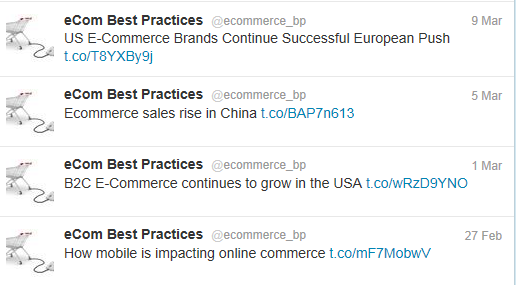 eCom Best Practices @ecommerce_bp 9 Mar
US E-Commerce Brands Continue Successful European Push
t.co/T8YXBy9j
eCom Best Practices @ecommerce_bp 5 Mar
Ecommerce sales rise in China t.co/BAP7n613
eCom Best Practices @ecommerce_bp 1 Mar
B2C E-Commerce continues to grow in the USA t.co/wRzD9YNO
eCom Best Practices @ecommerce_bp 27 Feb
How mobile is impacting online commerce t.co/mF7MobwV